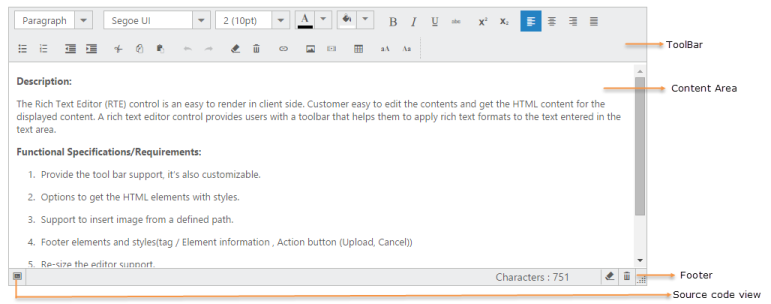 Paragraph Segoe UI 2 (10pt) A B I U abc x² x₂
ToolBar
aA Aa
Description:
Content Area
The Rich Text Editor (RTE) control is an easy to render in client side. Customer easy to edit the contents and get the HTML content for the
displayed content. A rich text editor control provides users with a toolbar that helps them to apply rich text formats to the text entered in the
text area.
Functional Specifications/Requirements:
1. Provide the tool bar support, it's also customizable.
2. Options to get the HTML elements with styles.
3. Support to insert image from a defined path.
4. Footer elements and styles(tag / Element information , Action button (Upload, Cancel))
5. Re-size the editor support.
Characters : 751
Footer
Source code view